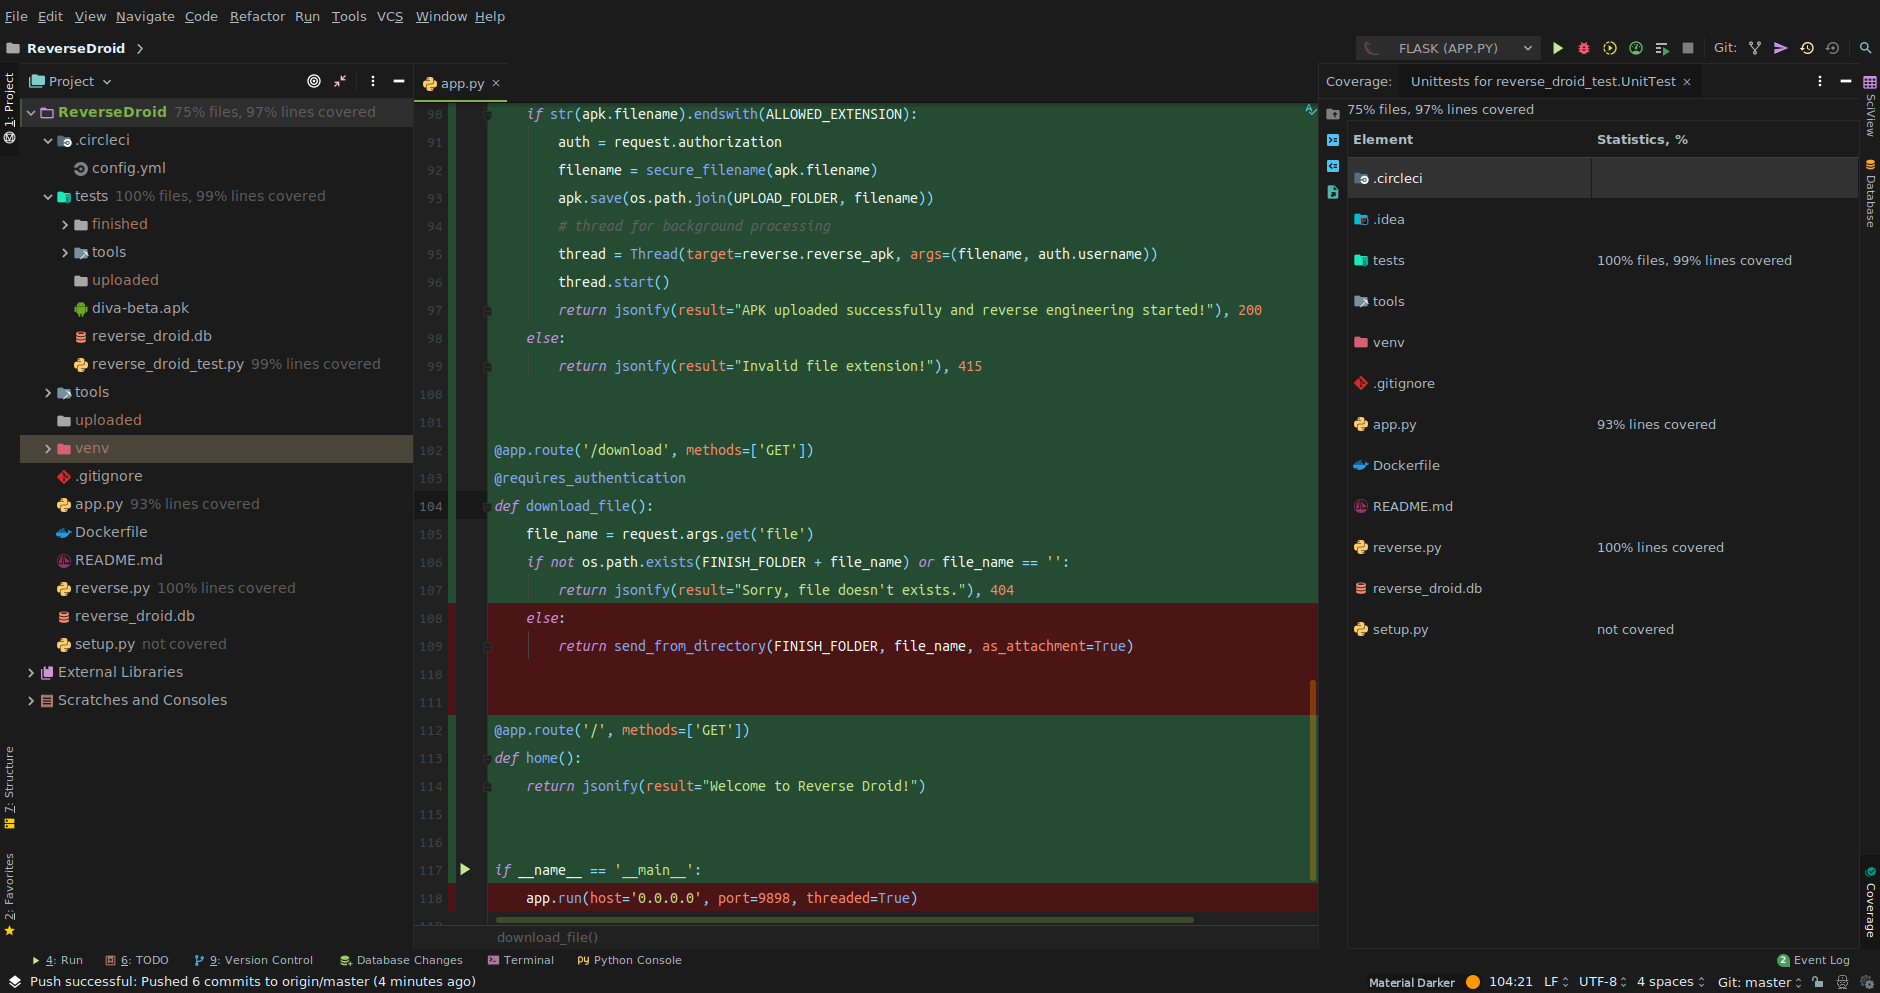 File Edit View Navigate Code Refactor Run Tools VCS Window Help
ReverseDroid
FLASK (APP.PY)
Git:
1: Project
7: Structure
2: Favorites
Project
ReverseDroid 75% files, 97% lines covered
.circleci
config.yml
tests 100% files, 99% lines covered
finished
tools
uploaded
diva-beta.apk
reverse_droid.db
reverse_droid_test.py 99% lines covered
tools
uploaded
venv
.gitignore
app.py 93% lines covered
Dockerfile
README.md
reverse.py 100% lines covered
reverse_droid.db
setup.py not covered
External Libraries
Scratches and Consoles
app.py
90 if str(apk.filename).endswith(ALLOWED_EXTENSION):
91 auth = request.authorization
92 filename = secure_filename(apk.filename)
93 apk.save(os.path.join(UPLOAD_FOLDER, filename))
94 # thread for background processing
95 thread = Thread(target=reverse.reverse_apk, args=(filename, auth.username))
96 thread.start()
97 return jsonify(result="APK uploaded successfully and reverse engineering started!"), 200
98 else:
99 return jsonify(result="Invalid file extension!"), 415
100
101
102 @app.route('/download', methods=['GET'])
103 @requires_authentication
104 def download_file():
105 file_name = request.args.get('file')
106 if not os.path.exists(FINISH_FOLDER + file_name) or file_name == '':
107 return jsonify(result="Sorry, file doesn't exists."), 404
108 else:
109 return send_from_directory(FINISH_FOLDER, file_name, as_attachment=True)
110
111
112 @app.route('/', methods=['GET'])
113 def home():
114 return jsonify(result="Welcome to Reverse Droid!")
115
116
117 if __name__ == '__main__':
118 app.run(host='0.0.0.0', port=9898, threaded=True)
download_file()
Coverage: Unittests for reverse_droid_test.UnitTest
75% files, 97% lines covered
Element Statistics, %
.circleci
.idea
tests 100% files, 99% lines covered
tools
venv
.gitignore
app.py 93% lines covered
Dockerfile
README.md
reverse.py 100% lines covered
reverse_droid.db
setup.py not covered
SciView
Database
Coverage
4: Run 6: TODO 9: Version Control Database Changes Terminal Python Console 2 Event Log
Push successful: Pushed 6 commits to origin/master (4 minutes ago) Material Darker 104:21 LF UTF-8 4 spaces Git: master